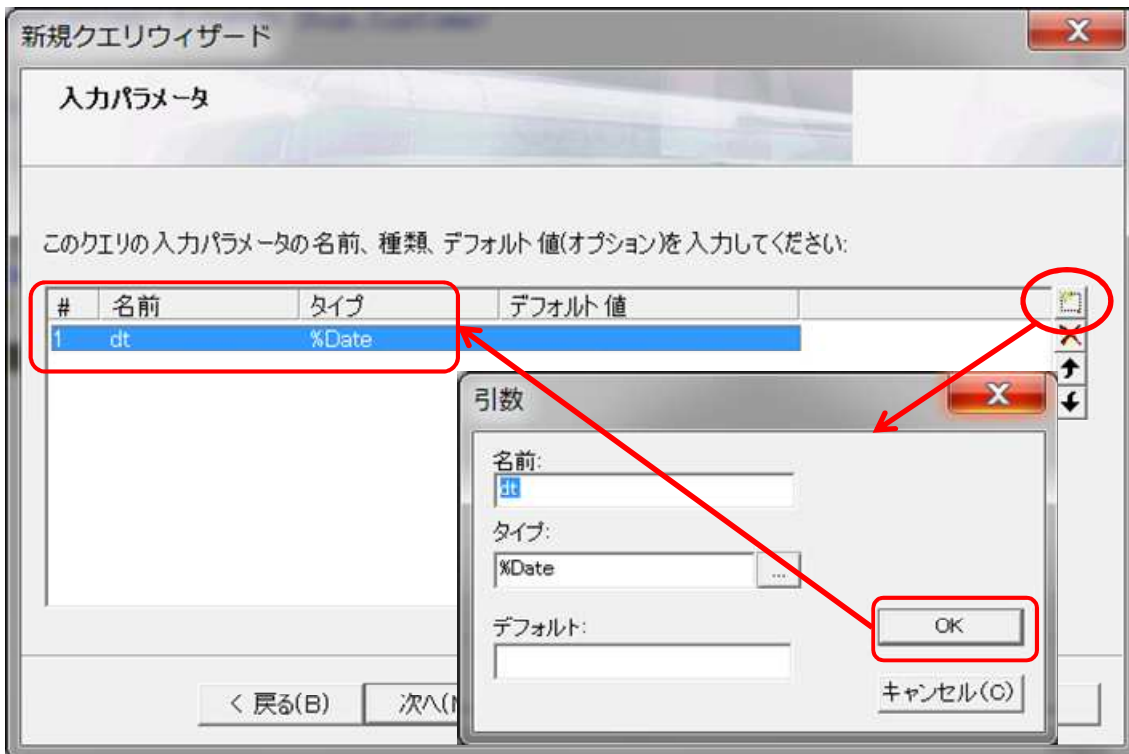 新規クエリウィザード
入力パラメータ
このクエリの入力パラメータの名前、種類、デフォルト値(オプション)を入力してください:
# 名前 タイプ デフォルト値
1 dt %Date
引数
名前:
dt
タイプ:
%Date ...
デフォルト:
OK
キャンセル(C)
< 戻る(B) 次へ(